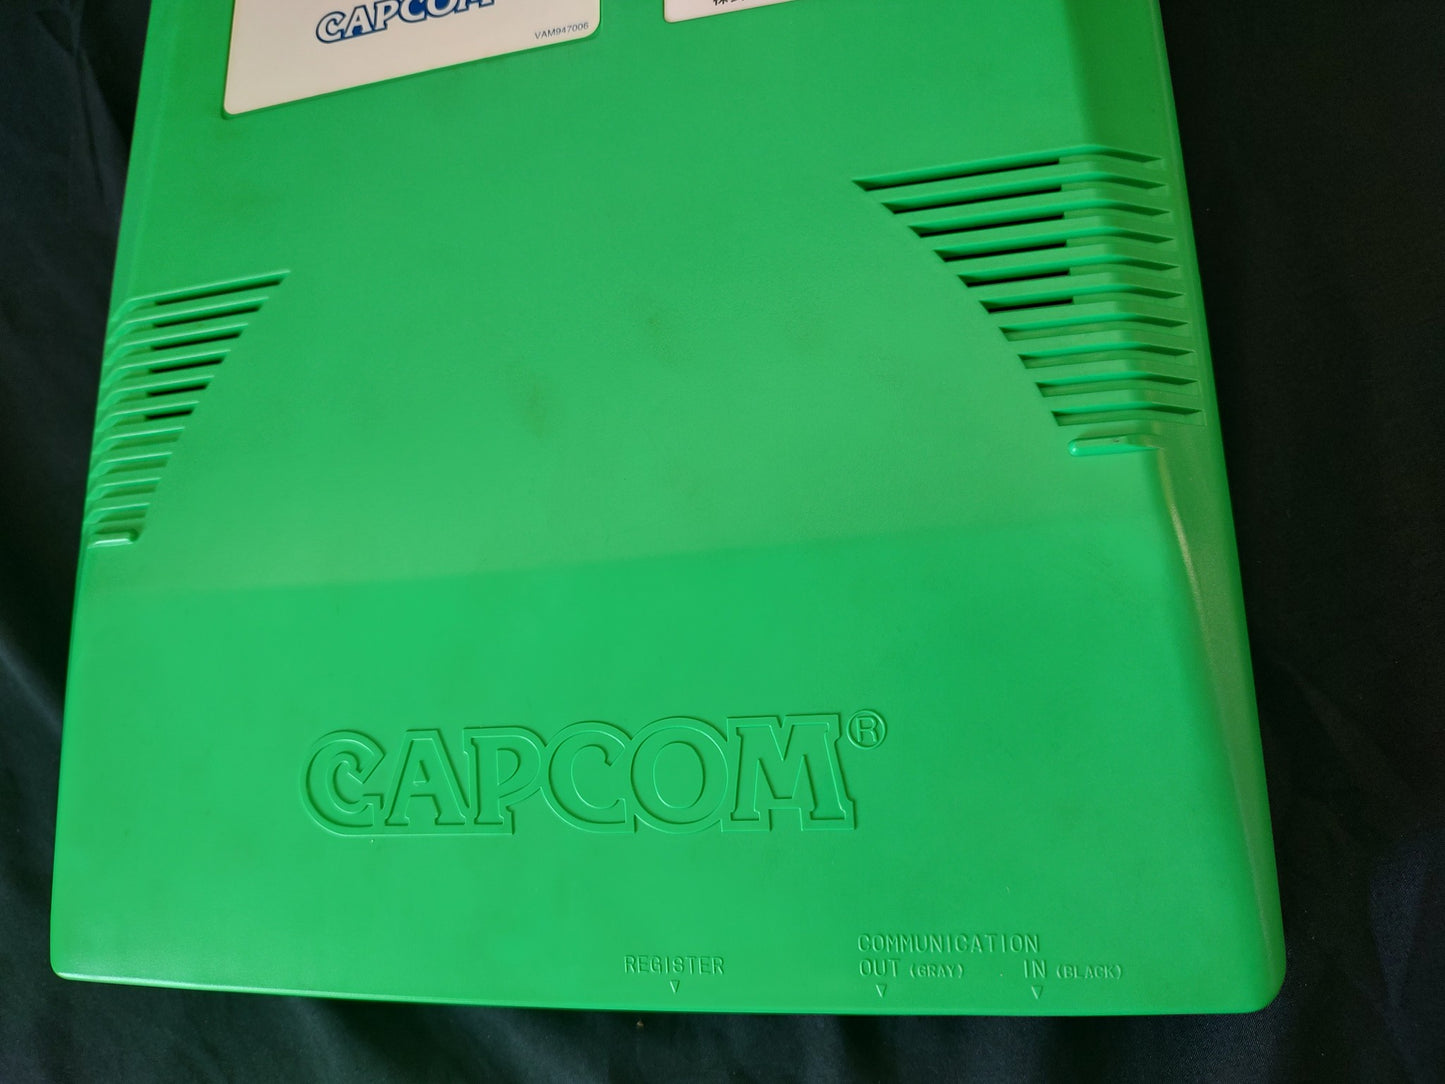 CAPCOM
VAM947006
CAPCOM®
REGISTER
COMMUNICATION
OUT (GRAY) IN (BLACK)